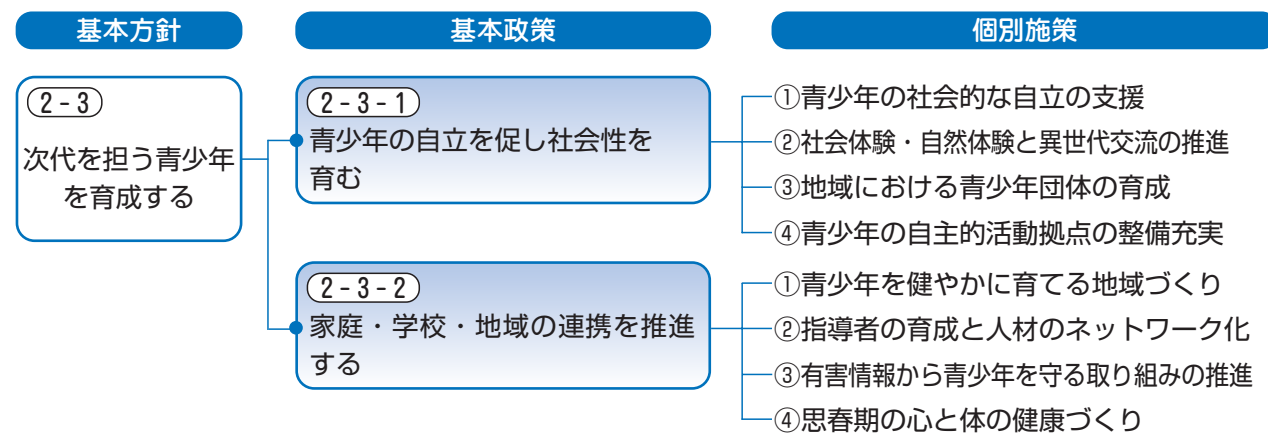 基本方針
基本政策
個別施策
2-3
次代を担う青少年
を育成する
2-3-1
青少年の自立を促し社会性を
育む
①青少年の社会的な自立の支援
②社会体験・自然体験と異世代交流の推進
③地域における青少年団体の育成
④青少年の自主的活動拠点の整備充実
2-3-2
家庭・学校・地域の連携を推進
する
①青少年を健やかに育てる地域づくり
②指導者の育成と人材のネットワーク化
③有害情報から青少年を守る取り組みの推進
④思春期の心と体の健康づくり